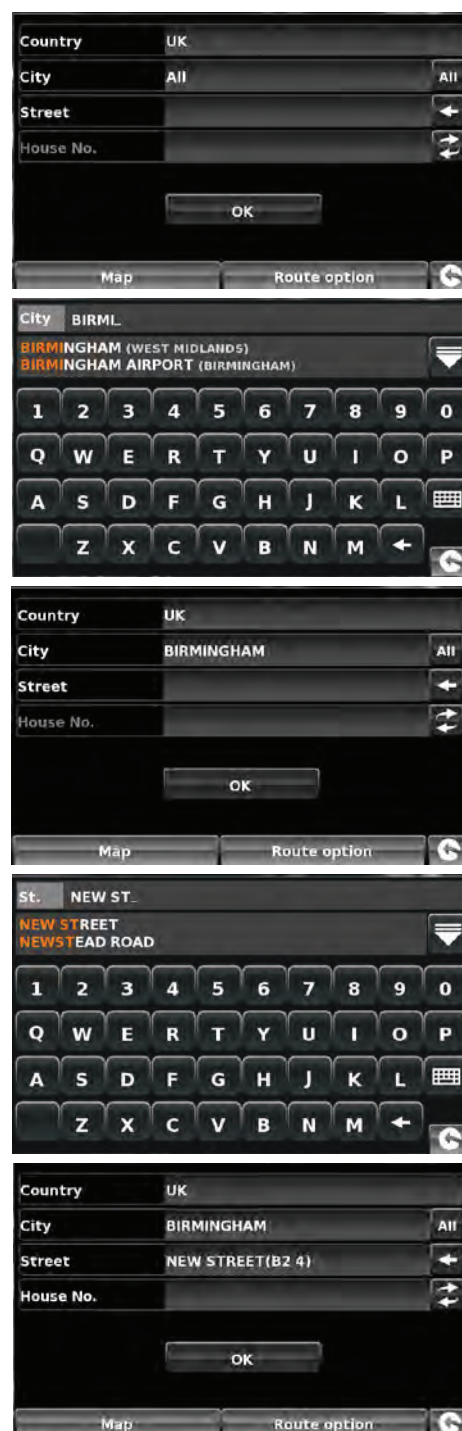 Country UK
City All All
Street
House No.
OK
Map Route option
City BIRMI_
BIRMINGHAM (WEST MIDLANDS)
BIRMINGHAM AIRPORT (BIRMINGHAM)
1 2 3 4 5 6 7 8 9 0
Q W E R T Y U I O P
A S D F G H J K L
Z X C V B N M
Country UK
City BIRMINGHAM All
Street
House No.
OK
Map Route option
St. NEW ST_
NEW STREET
NEWSTEAD ROAD
1 2 3 4 5 6 7 8 9 0
Q W E R T Y U I O P
A S D F G H J K L
Z X C V B N M
Country UK
City BIRMINGHAM All
Street NEW STREET(B2 4)
House No.
OK
Map Route option